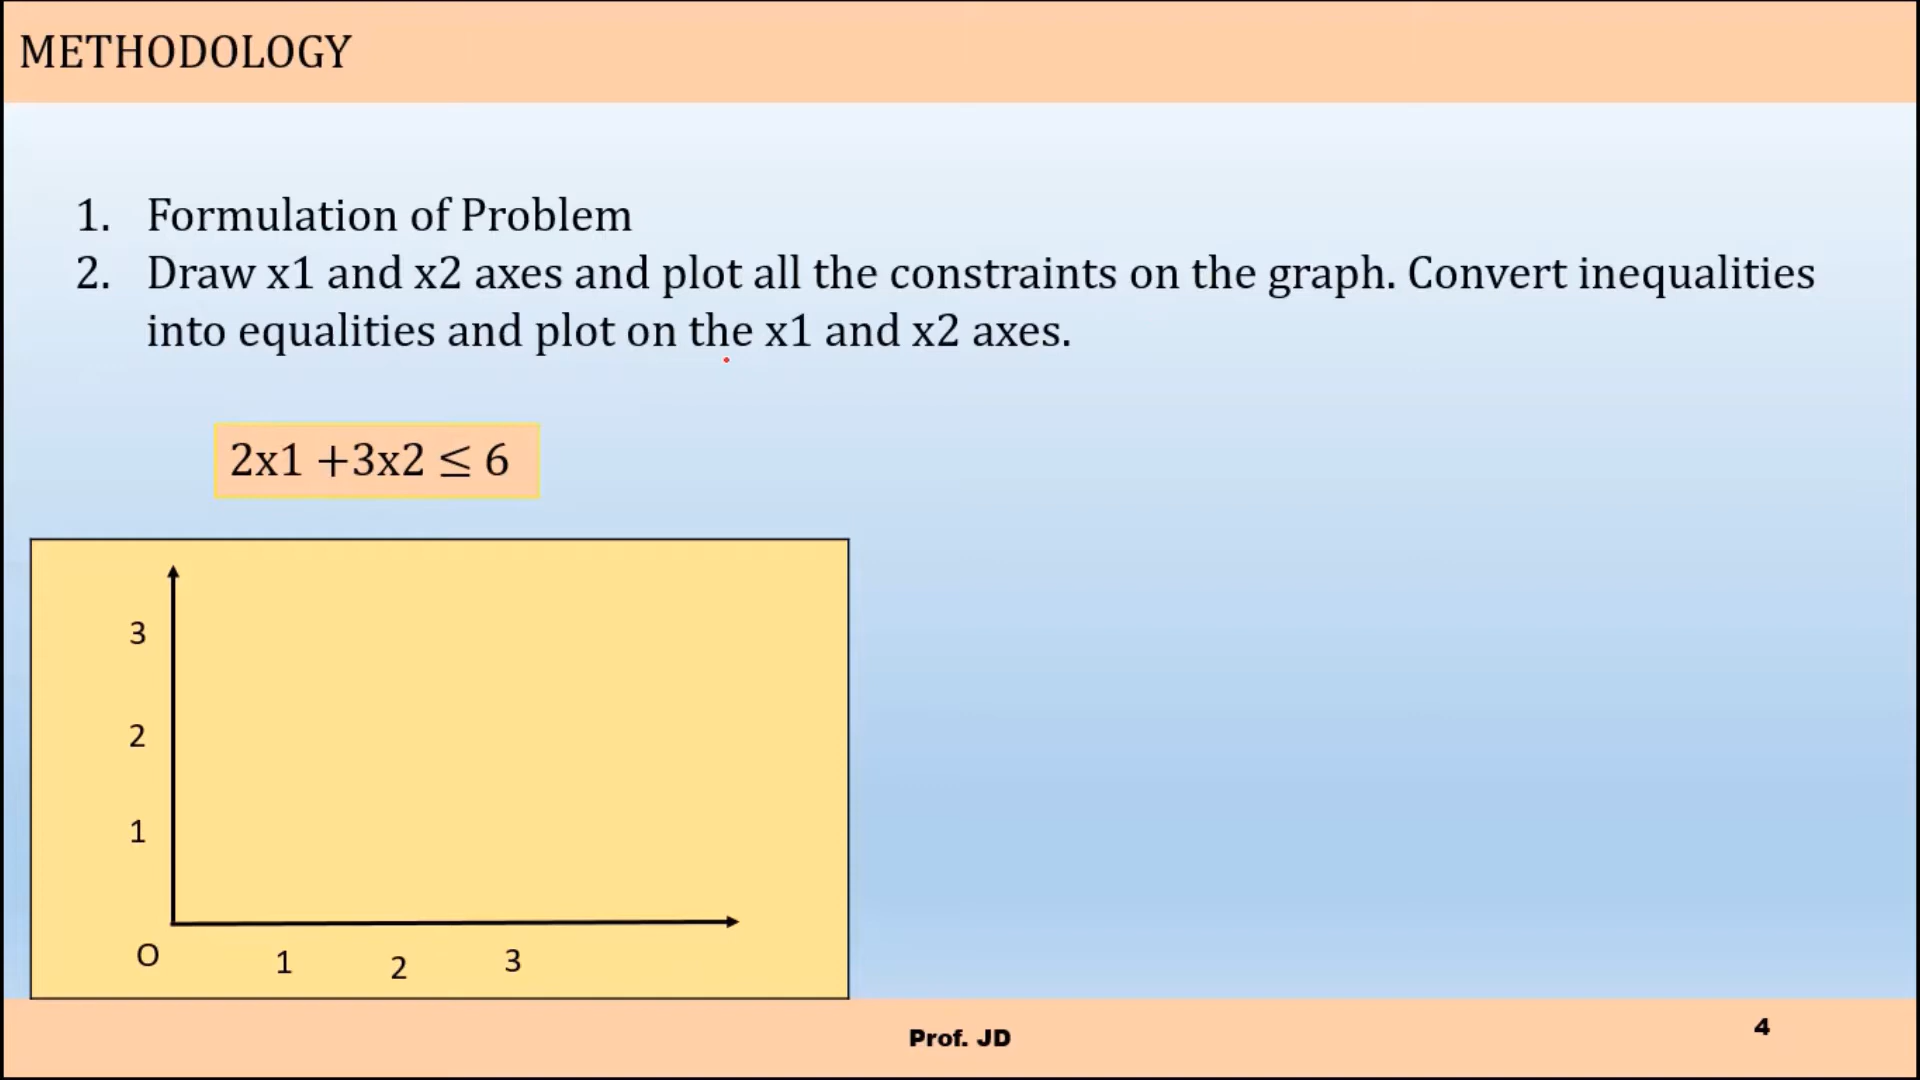 METHODOLOGY
1. Formulation of Problem
2. Draw x1 and x2 axes and plot all the constraints on the graph. Convert inequalities
into equalities and plot on the x1 and x2 axes.
2x1 +3x2 ≤ 6
3
2
1
O 1 2 3
Prof. JD
4